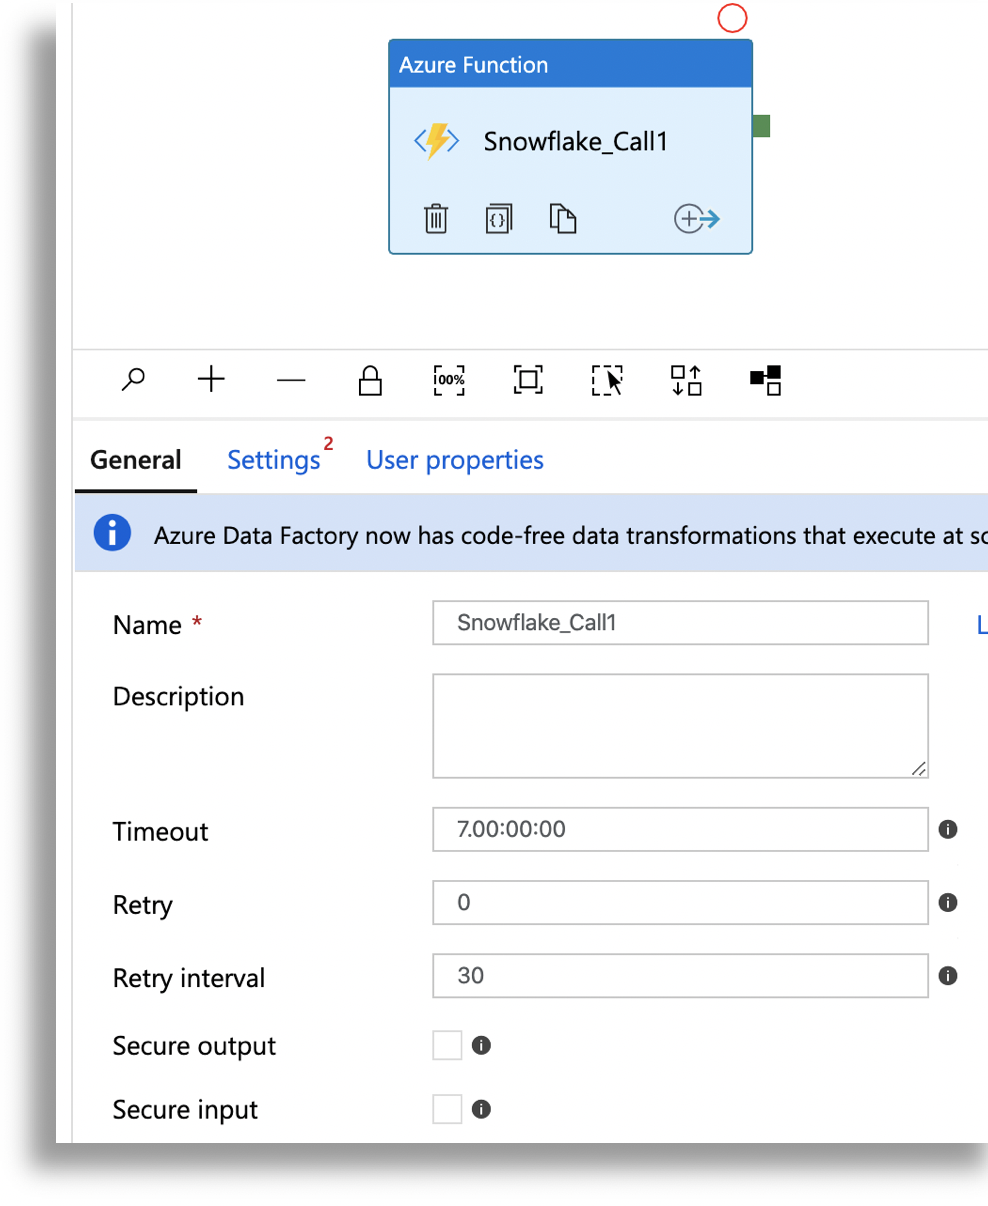 Azure Function
Snowflake_Call1
{}
00%
General Settings 2 User properties
Azure Data Factory now has code-free data transformations that execute at sc
Name * Snowflake_Call1 L
Description
Timeout 7.00:00:00
Retry 0
Retry interval 30
Secure output
Secure input